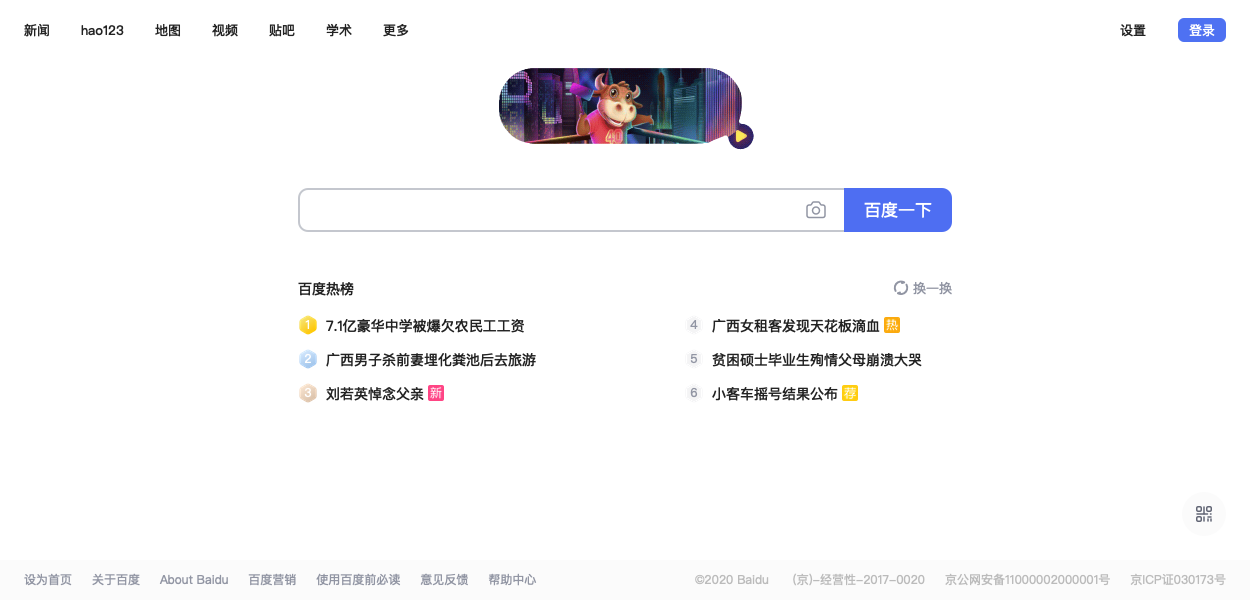 新闻 hao123 地图 视频 贴吧 学术 更多 设置 登录
40
百度一下
百度热榜 换一换
1 7.1亿豪华中学被爆欠农民工工资
2 广西男子杀前妻埋化粪池后去旅游
3 刘若英悼念父亲 新
4 广西女租客发现天花板滴血 热
5 贫困硕士毕业生殉情父母崩溃大哭
6 小客车摇号结果公布 荐
设为首页 关于百度 About Baidu 百度营销 使用百度前必读 意见反馈 帮助中心 ©2020 Baidu (京)-经营性-2017-0020 京公网安备11000002000001号 京ICP证030173号